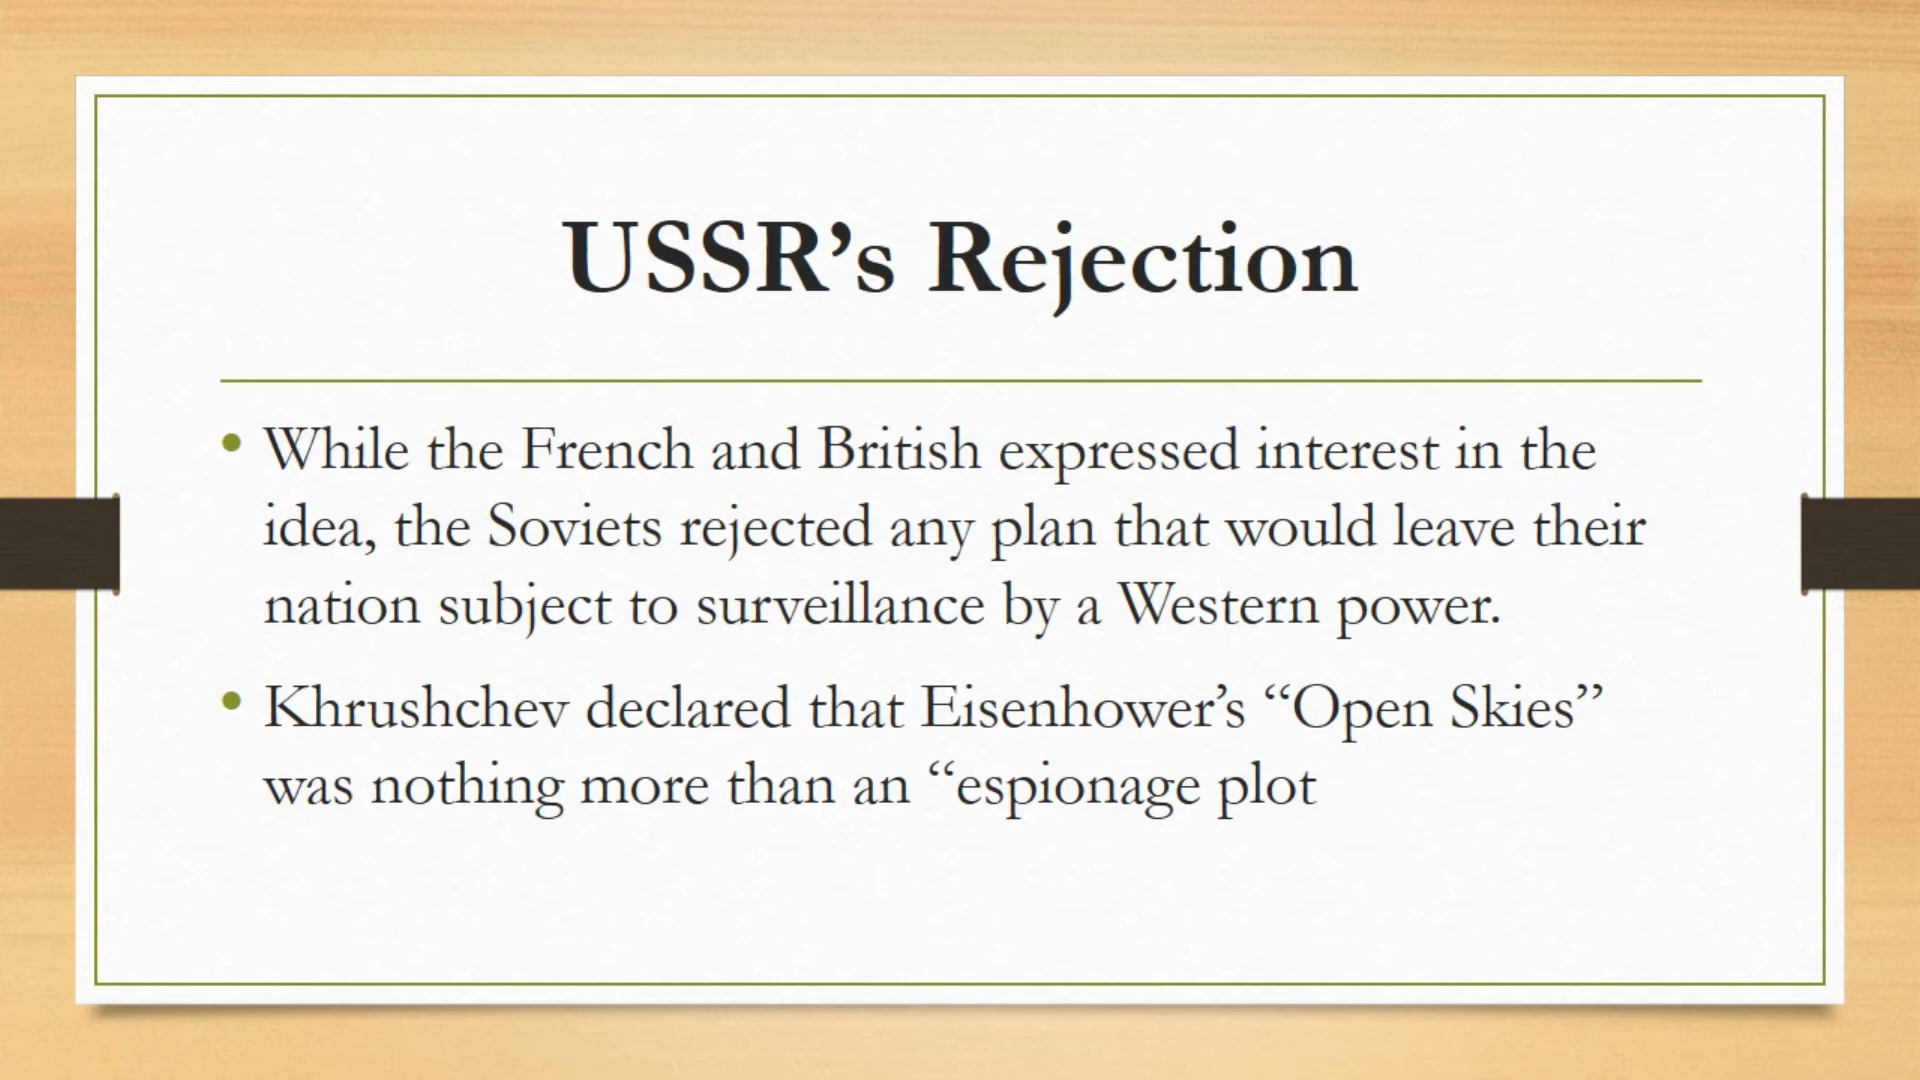 USSR’s Rejection
• While the French and British expressed interest in the
idea, the Soviets rejected any plan that would leave their
nation subject to surveillance by a Western power.
• Khrushchev declared that Eisenhower’s “Open Skies”
was nothing more than an “espionage plot